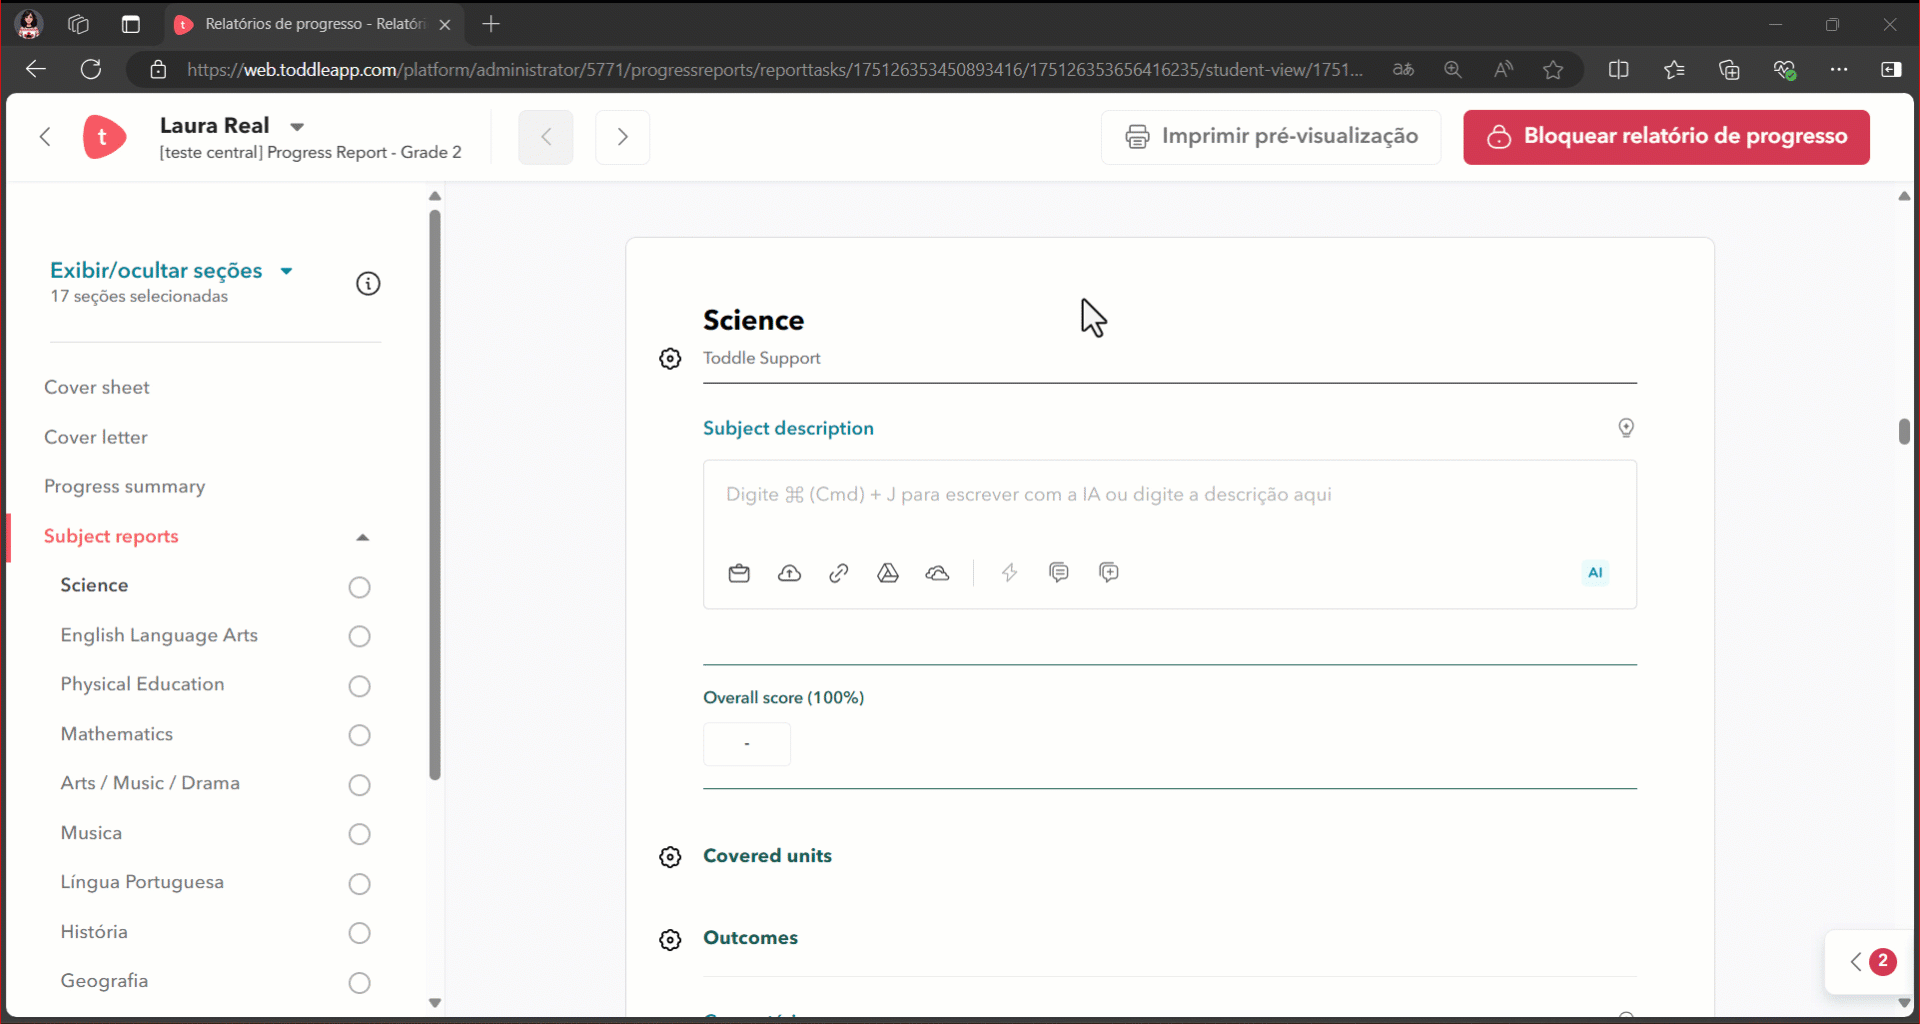 Relatórios de progresso - Relatóri
https://web.toddleapp.com/platform/administrator/5771/progressreports/reporttasks/175126353450893416/175126353656416235/student-view/1751...
t
Laura Real
[teste central] Progress Report - Grade 2
Imprimir pré-visualização
Bloquear relatório de progresso
Exibir/ocultar seções
17 seções selecionadas
Cover sheet
Cover letter
Progress summary
Subject reports
Science
English Language Arts
Physical Education
Mathematics
Arts / Music / Drama
Musica
Língua Portuguesa
História
Geografia
Science
Toddle Support
Subject description
Digite ⌘ (Cmd) + J para escrever com a IA ou digite a descrição aqui
AI
Overall score (100%)
-
Covered units
Outcomes
2